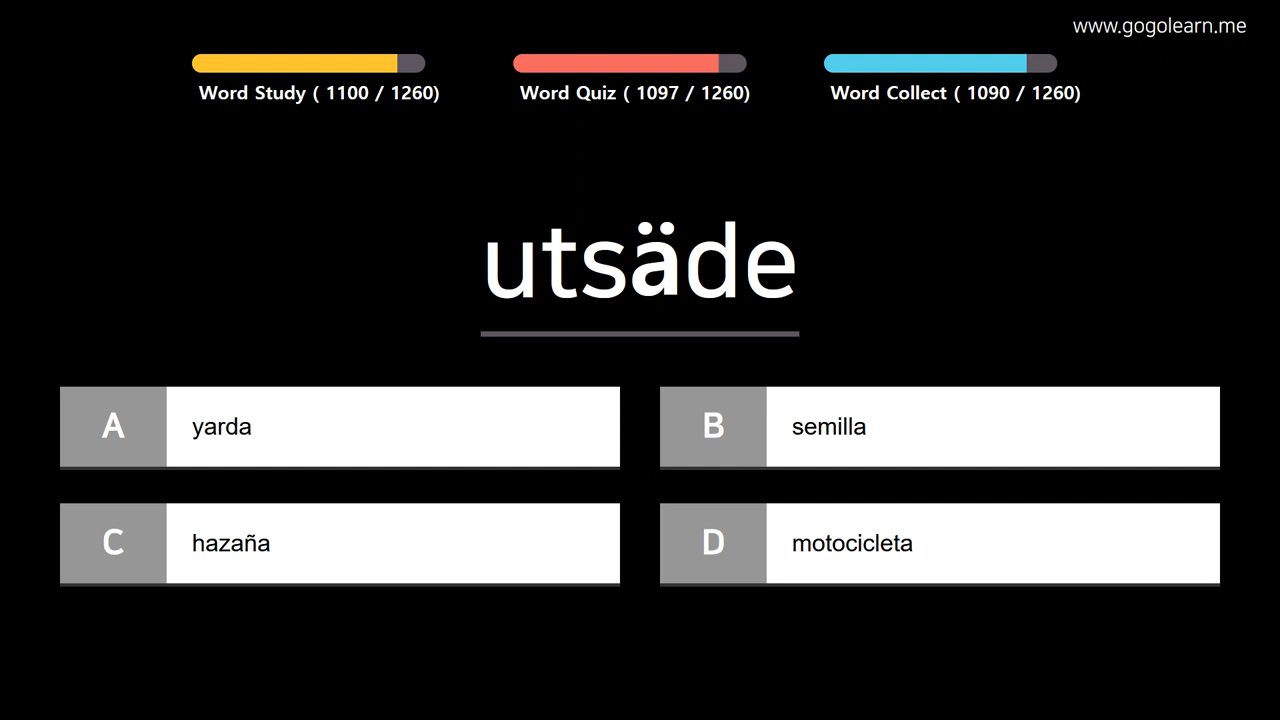 www.gogolearn.me
Word Study ( 1100 / 1260)
Word Quiz ( 1097 / 1260)
Word Collect ( 1090 / 1260)
utsäde
A yarda
B semilla
C hazaña
D motocicleta